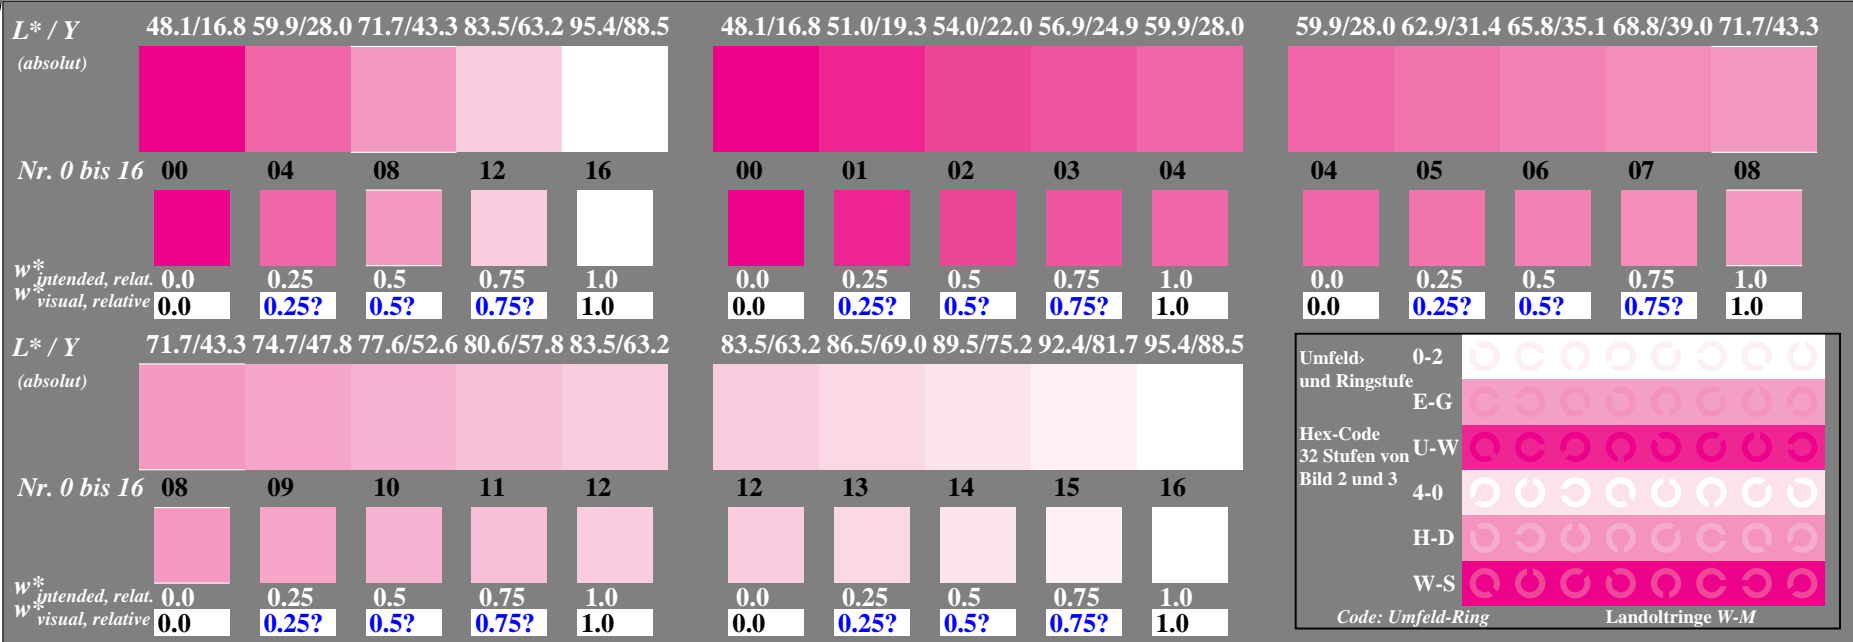 L* / Y 48.1/16.8 59.9/28.0 71.7/43.3 83.5/63.2 95.4/88.5 48.1/16.8 51.0/19.3 54.0/22.0 56.9/24.9 59.9/28.0 59.9/28.0 62.9/31.4 65.8/35.1 68.8/39.0 71.7/43.3
(absolut)
Nr. 0 bis 16 00 04 08 12 16 00 01 02 03 04 04 05 06 07 08
w* intended, relat. 0.0 0.25 0.5 0.75 1.0 0.0 0.25 0.5 0.75 1.0 0.0 0.25 0.5 0.75 1.0
w* visual, relative 0.0 0.25? 0.5? 0.75? 1.0 0.0 0.25? 0.5? 0.75? 1.0 0.0 0.25? 0.5? 0.75? 1.0
L* / Y 71.7/43.3 74.7/47.8 77.6/52.6 80.6/57.8 83.5/63.2 83.5/63.2 86.5/69.0 89.5/75.2 92.4/81.7 95.4/88.5
(absolut)
Nr. 0 bis 16 08 09 10 11 12 12 13 14 15 16
w* intended, relat. 0.0 0.25 0.5 0.75 1.0 0.0 0.25 0.5 0.75 1.0
w* visual, relative 0.0 0.25? 0.5? 0.75? 1.0 0.0 0.25? 0.5? 0.75? 1.0
Umfeld› 0-2
und Ringstufe
E-G
Hex-Code
U-W
32 Stufen von
Bild 2 und 3
4-0
H-D
W-S
Code: Umfeld-Ring Landoltringe W-M